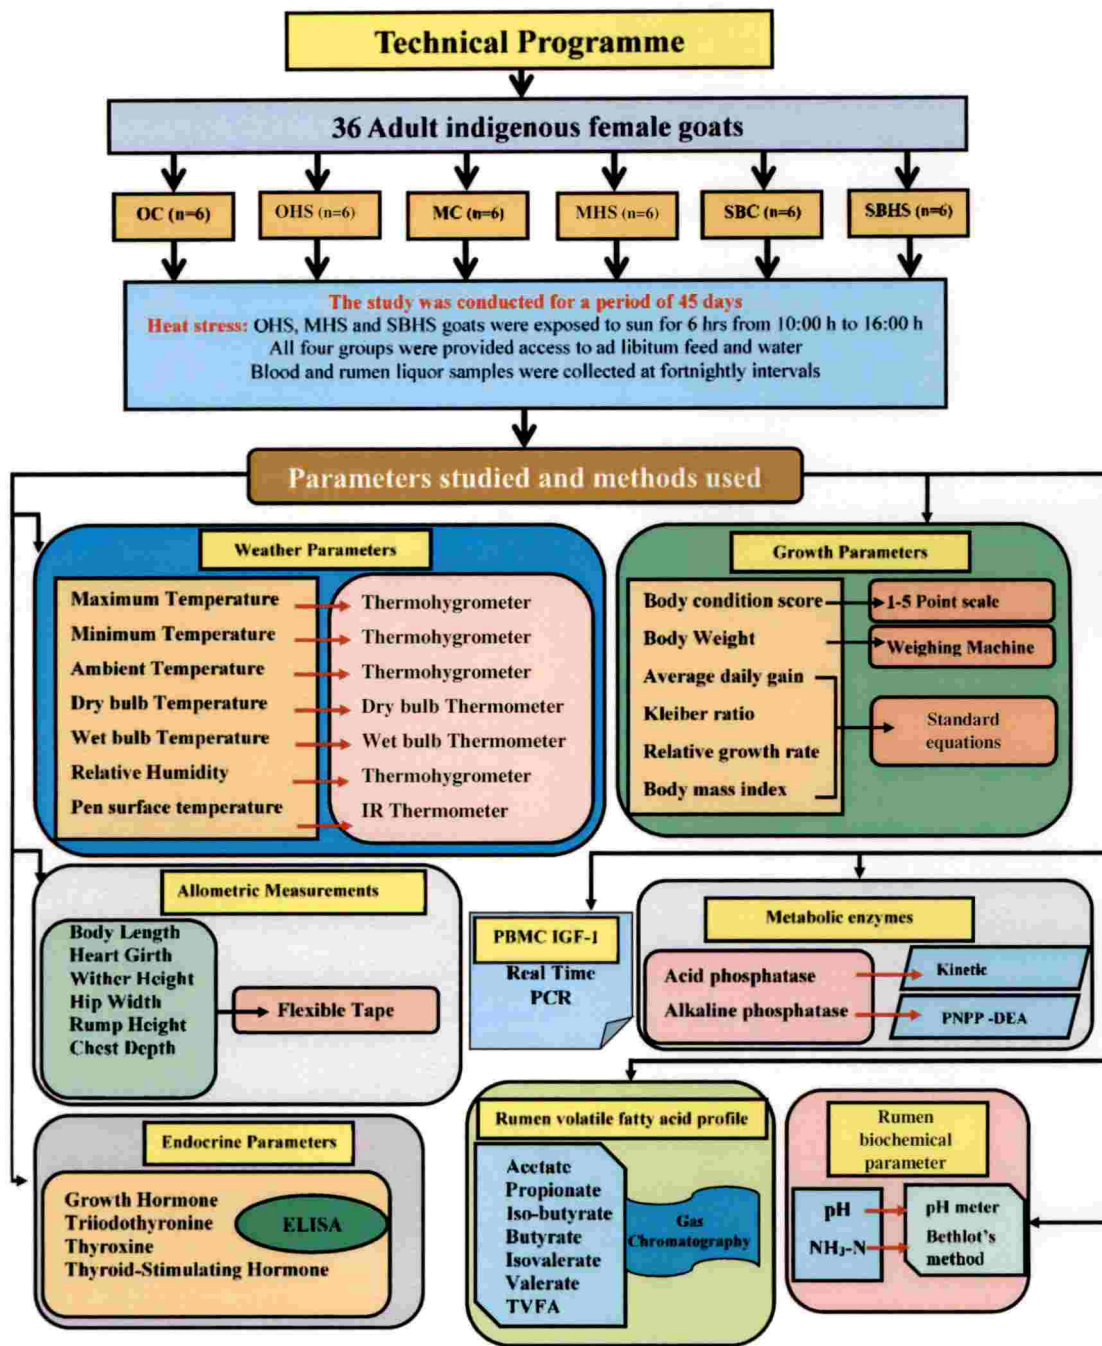 Technical Programme
36 Adult indigenous female goats
OC (n=6)
OHS (n=6)
MC (n=6)
MHS (n=6)
SBC (n=6)
SBHS (n=6)
The study was conducted for a period of 45 days
Heat stress: OHS, MHS and SBHS goats were exposed to sun for 6 hrs from 10:00 h to 16:00 h
All four groups were provided access to ad libitum feed and water
Blood and rumen liquor samples were collected at fortnightly intervals
Parameters studied and methods used
Weather Parameters
Maximum Temperature
Thermohygrometer
Minimum Temperature
Thermohygrometer
Ambient Temperature
Thermohygrometer
Dry bulb Temperature
Dry bulb Thermometer
Wet bulb Temperature
Wet bulb Thermometer
Relative Humidity
Thermohygrometer
Pen surface temperature
IR Thermometer
Growth Parameters
Body condition score
1-5 Point scale
Body Weight
Weighing Machine
Average daily gain
Kleiber ratio
Relative growth rate
Body mass index
Standard
equations
Allometric Measurements
Body Length
Heart Girth
Wither Height
Hip Width
Rump Height
Chest Depth
Flexible Tape
PBMC IGF-1
Real Time
PCR
Metabolic enzymes
Acid phosphatase
Kinetic
Alkaline phosphatase
PNPP -DEA
Endocrine Parameters
Growth Hormone
Triiodothyronine
Thyroxine
Thyroid-Stimulating Hormone
ELISA
Rumen volatile fatty acid profile
Acetate
Propionate
Iso-butyrate
Butyrate
Isovalerate
Valerate
TVFA
Gas
Chromatography
Rumen
biochemical
parameter
pH
pH meter
NH₃-N
Bethlot's
method